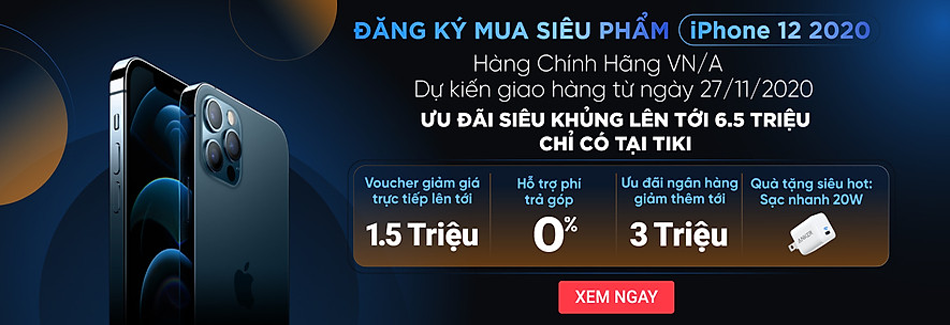 ĐĂNG KÝ MUA SIÊU PHẨM iPhone 12 2020
Hàng Chính Hãng VN/A
Dự kiến giao hàng từ ngày 27/11/2020
ƯU ĐÃI SIÊU KHỦNG LÊN TỚI 6.5 TRIỆU
CHỈ CÓ TẠI TIKI
Voucher giảm giá
trực tiếp lên tới
1.5 Triệu
Hỗ trợ phí
trả góp
0%
Ưu đãi ngân hàng
giảm thêm tới
3 Triệu
Quà tặng siêu hot:
Sạc nhanh 20W
ANKER
XEM NGAY